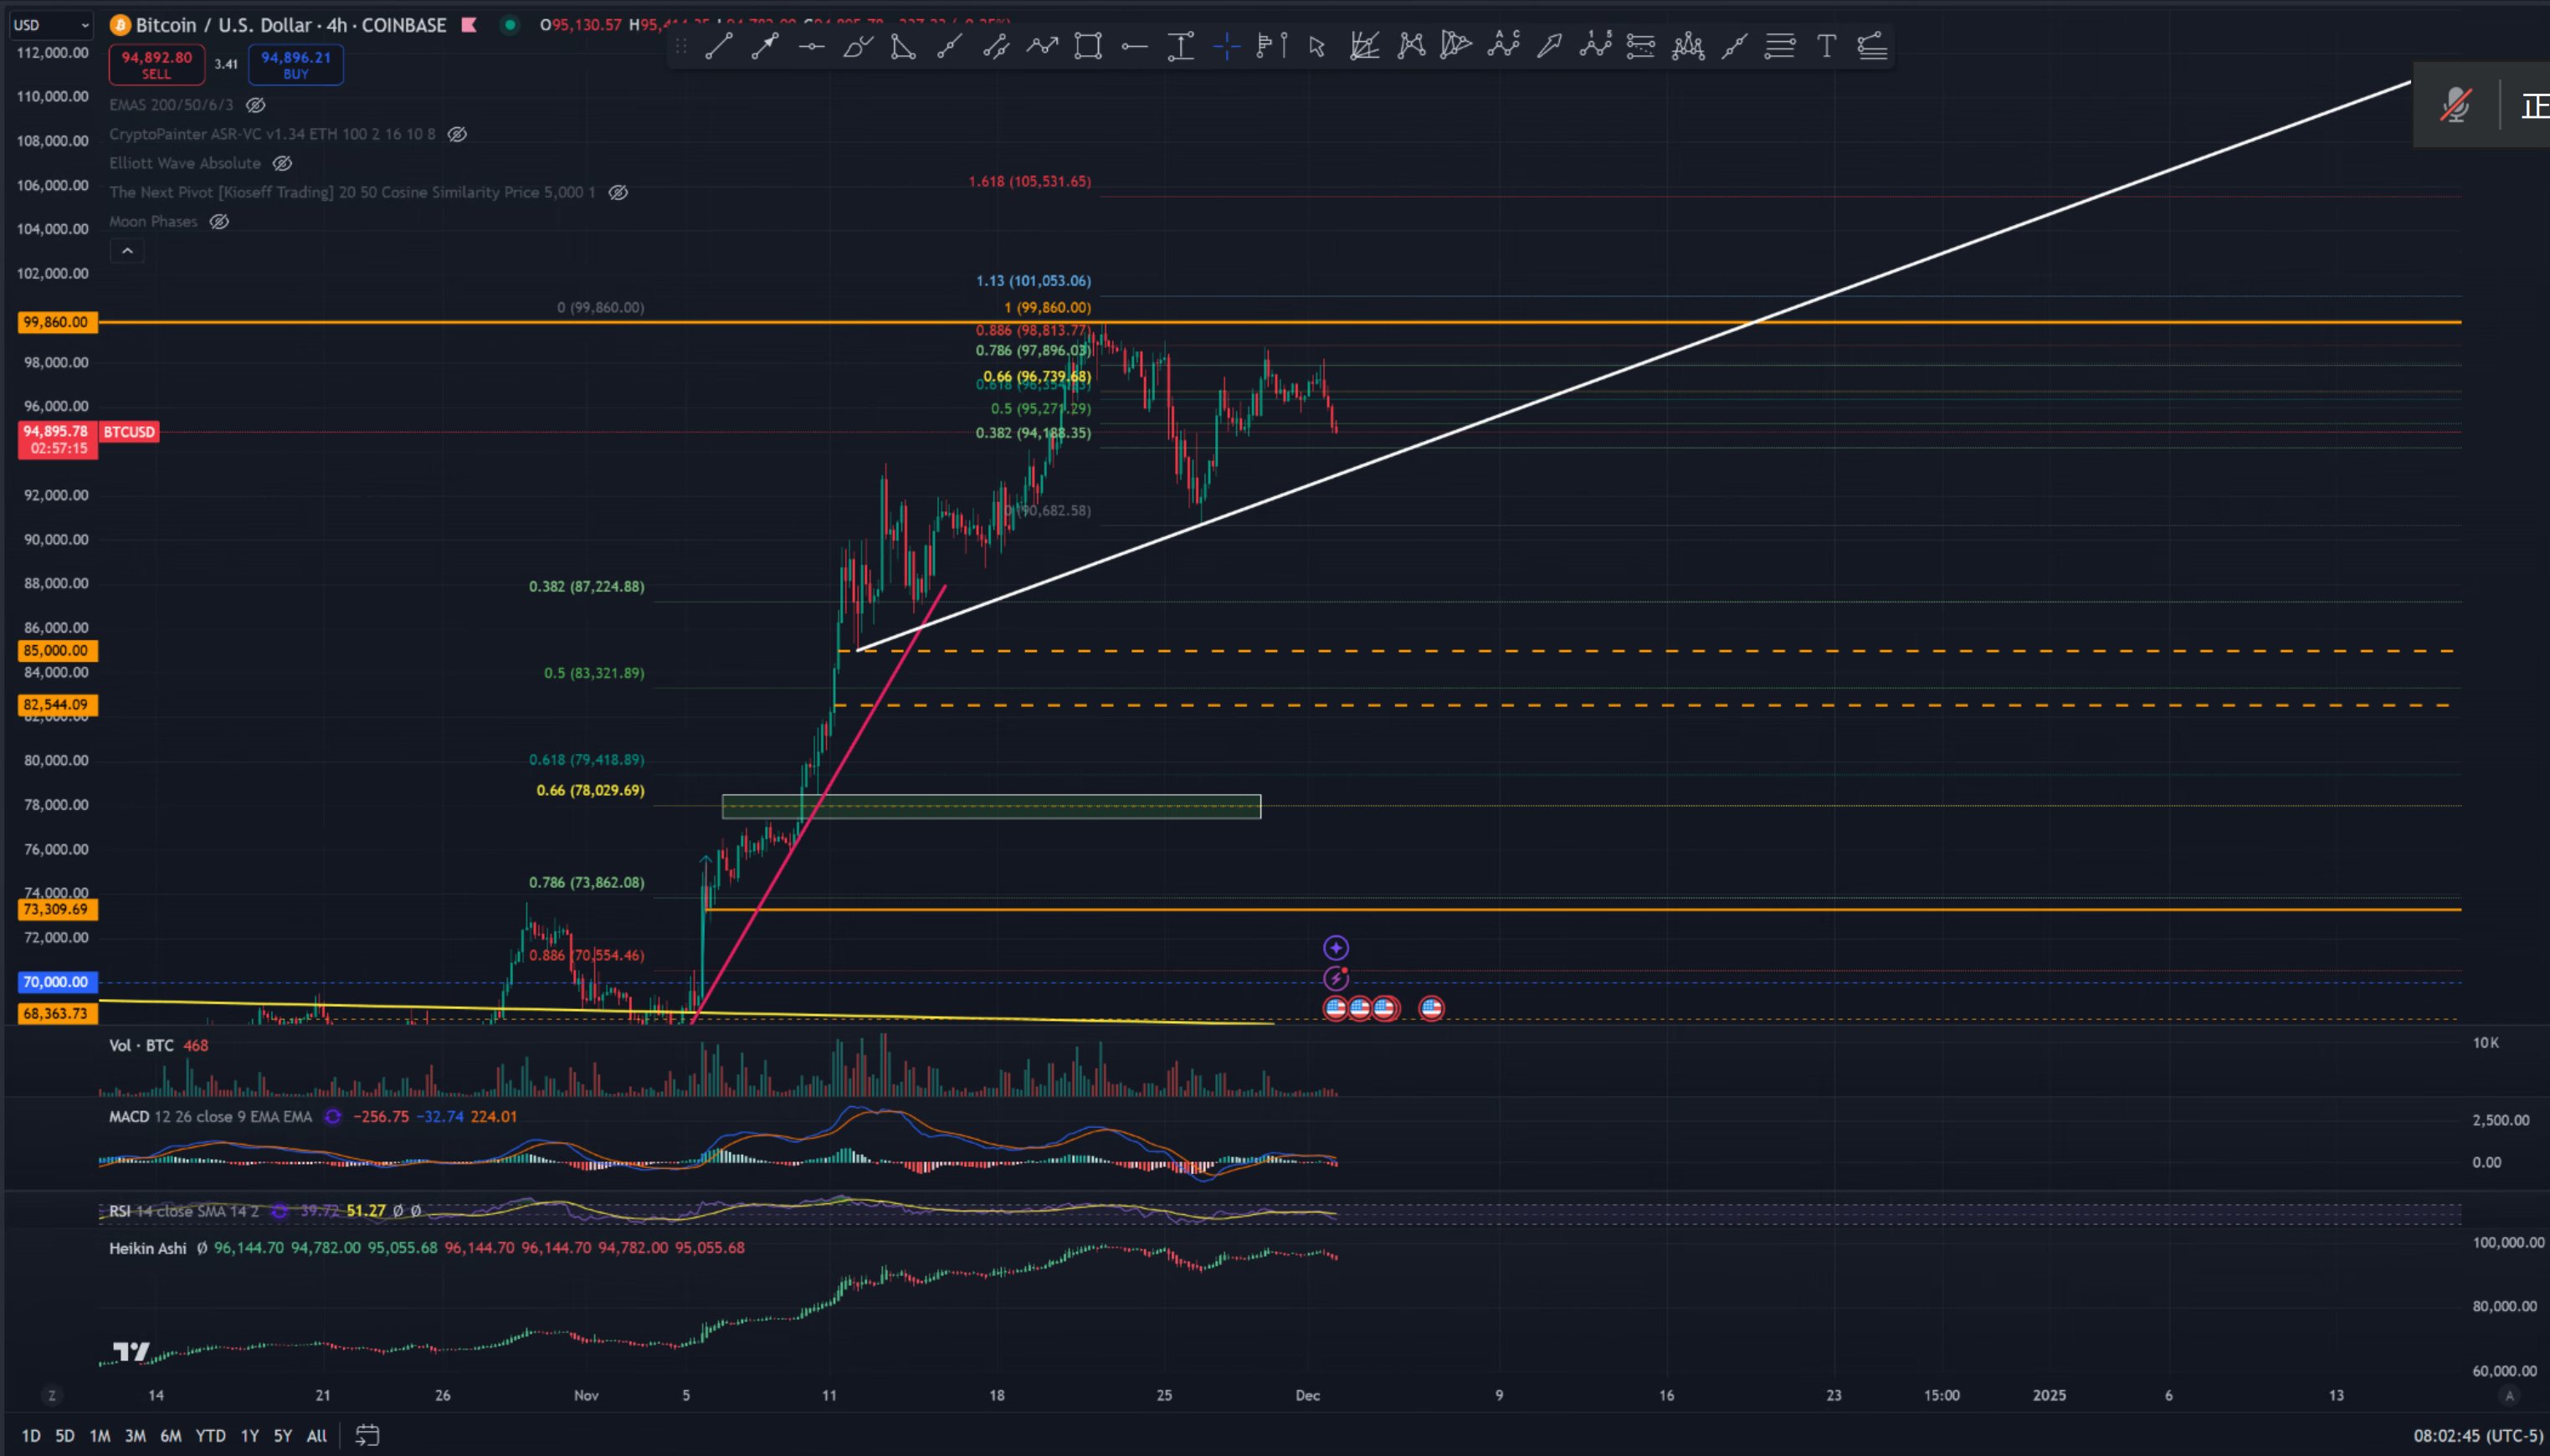 USD
Bitcoin / U.S. Dollar · 4h · COINBASE
O95,130.57
94,892.80
SELL
3.41
94,896.21
BUY
EMAS 200/50/6/3
CryptoPainter ASR-VC v1.34 ETH 100 2 16 10 8
Elliott Wave Absolute
The Next Pivot [Kioseff Trading] 20 50 Cosine Similarity Price 5,000 1
Moon Phases
112,000.00
110,000.00
108,000.00
106,000.00
104,000.00
102,000.00
99,860.00
98,000.00
96,000.00
94,895.78
02:57:15
BTCUSD
92,000.00
90,000.00
88,000.00
86,000.00
85,000.00
84,000.00
82,544.09
82,000.00
80,000.00
78,000.00
76,000.00
74,000.00
73,309.69
72,000.00
70,000.00
68,363.73
1.618 (105,531.65)
1.13 (101,053.06)
0 (99,860.00)
1 (99,860.00)
0.886 (98,813.77)
0.786 (97,896.03)
0.66 (96,739.68)
0.5 (95,271.29)
0.382 (94,188.35)
0 (90,682.58)
0.382 (87,224.88)
0.5 (83,321.89)
0.618 (79,418.89)
0.66 (78,029.69)
0.786 (73,862.08)
0.886 (70,554.46)
正
Vol · BTC 468
10K
MACD 12 26 close 9 EMA EMA −256.75 −32.74 224.01
2,500.00
0.00
RSI 14 close SMA 14 2 39.72 51.27 Ø Ø
Heikin Ashi Ø 96,144.70 94,782.00 95,055.68 96,144.70 96,144.70 94,782.00 95,055.68
100,000.00
80,000.00
60,000.00
Z 14 21 26 Nov 5 11 18 25 Dec 9 16 23 15:00 2025 6 13 A
1D 5D 1M 3M 6M YTD 1Y 5Y All
08:02:45 (UTC-5)